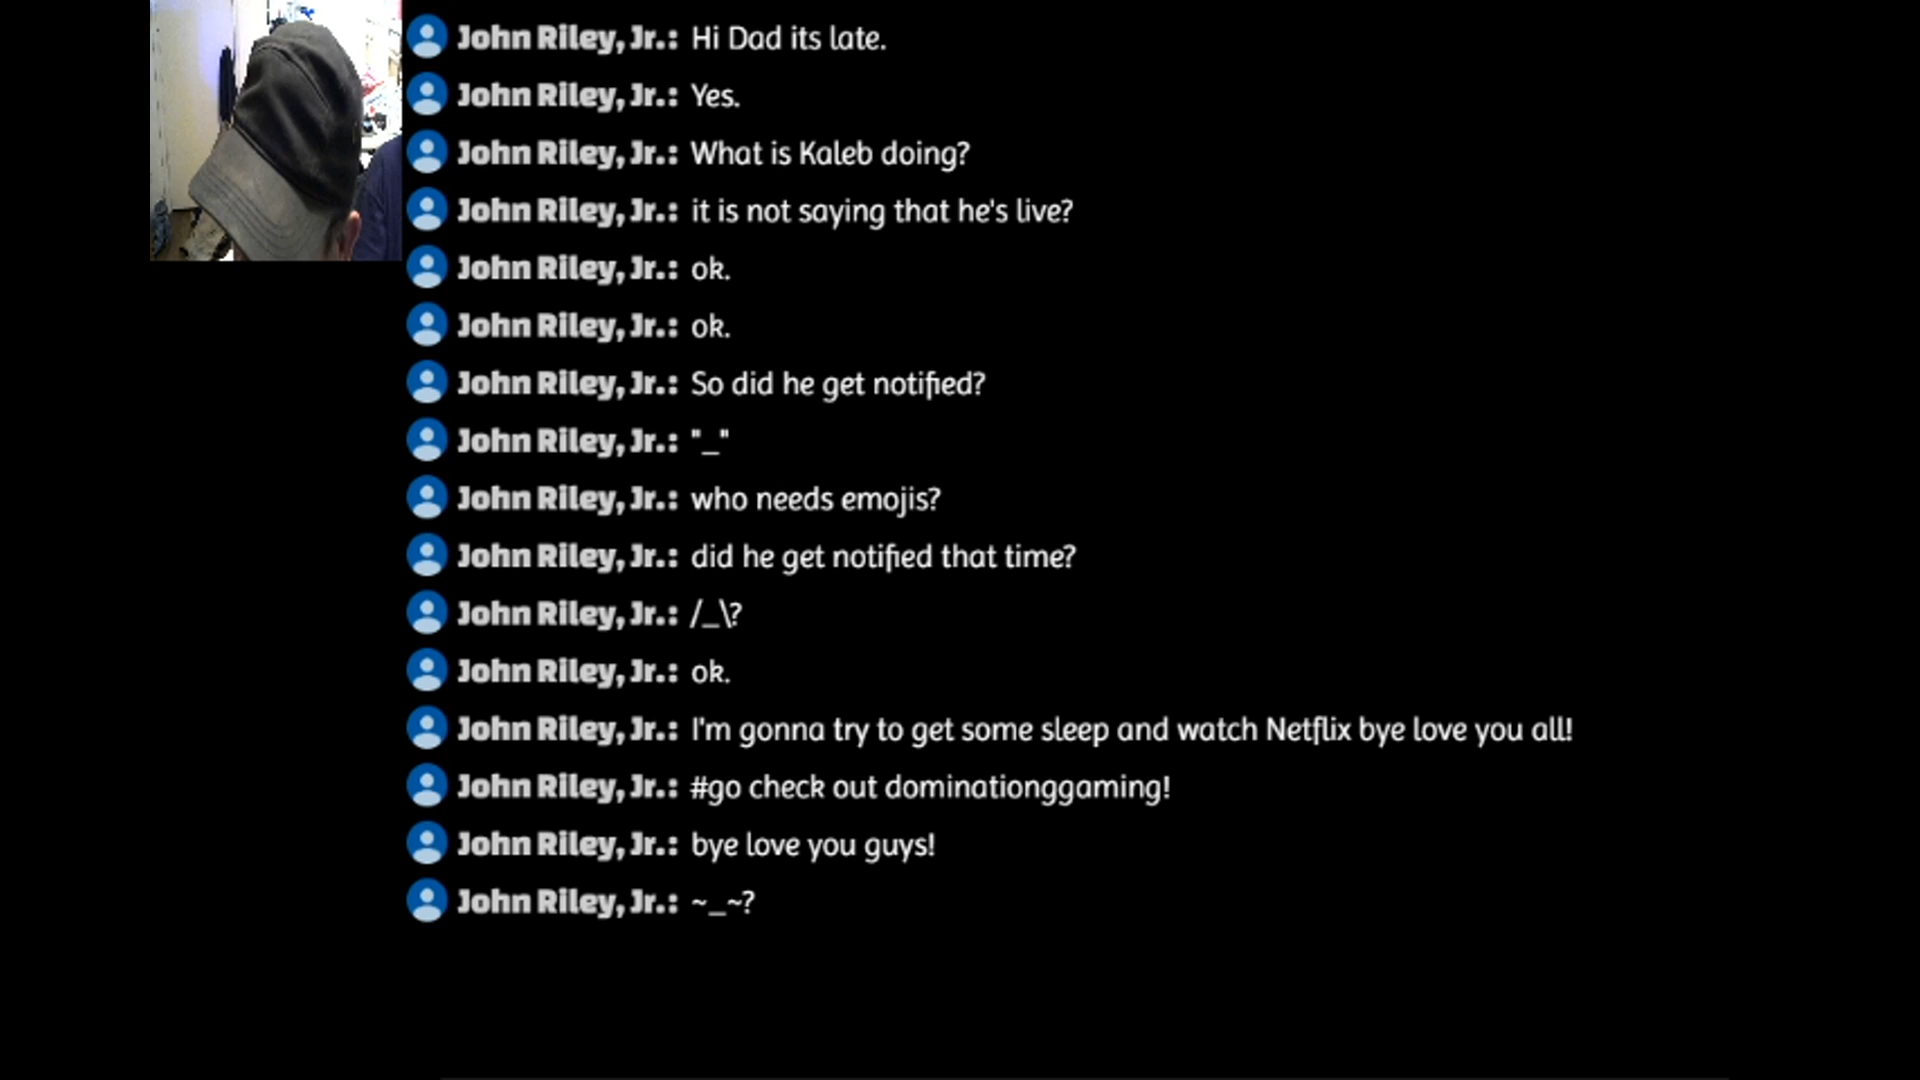 John Riley, Jr.: Hi Dad its late.
John Riley, Jr.: Yes.
John Riley, Jr.: What is Kaleb doing?
John Riley, Jr.: it is not saying that he's live?
John Riley, Jr.: ok.
John Riley, Jr.: ok.
John Riley, Jr.: So did he get notified?
John Riley, Jr.: "_"
John Riley, Jr.: who needs emojis?
John Riley, Jr.: did he get notified that time?
John Riley, Jr.: /_\?
John Riley, Jr.: ok.
John Riley, Jr.: I'm gonna try to get some sleep and watch Netflix bye love you all!
John Riley, Jr.: #go check out dominationggaming!
John Riley, Jr.: bye love you guys!
John Riley, Jr.: ~_~?